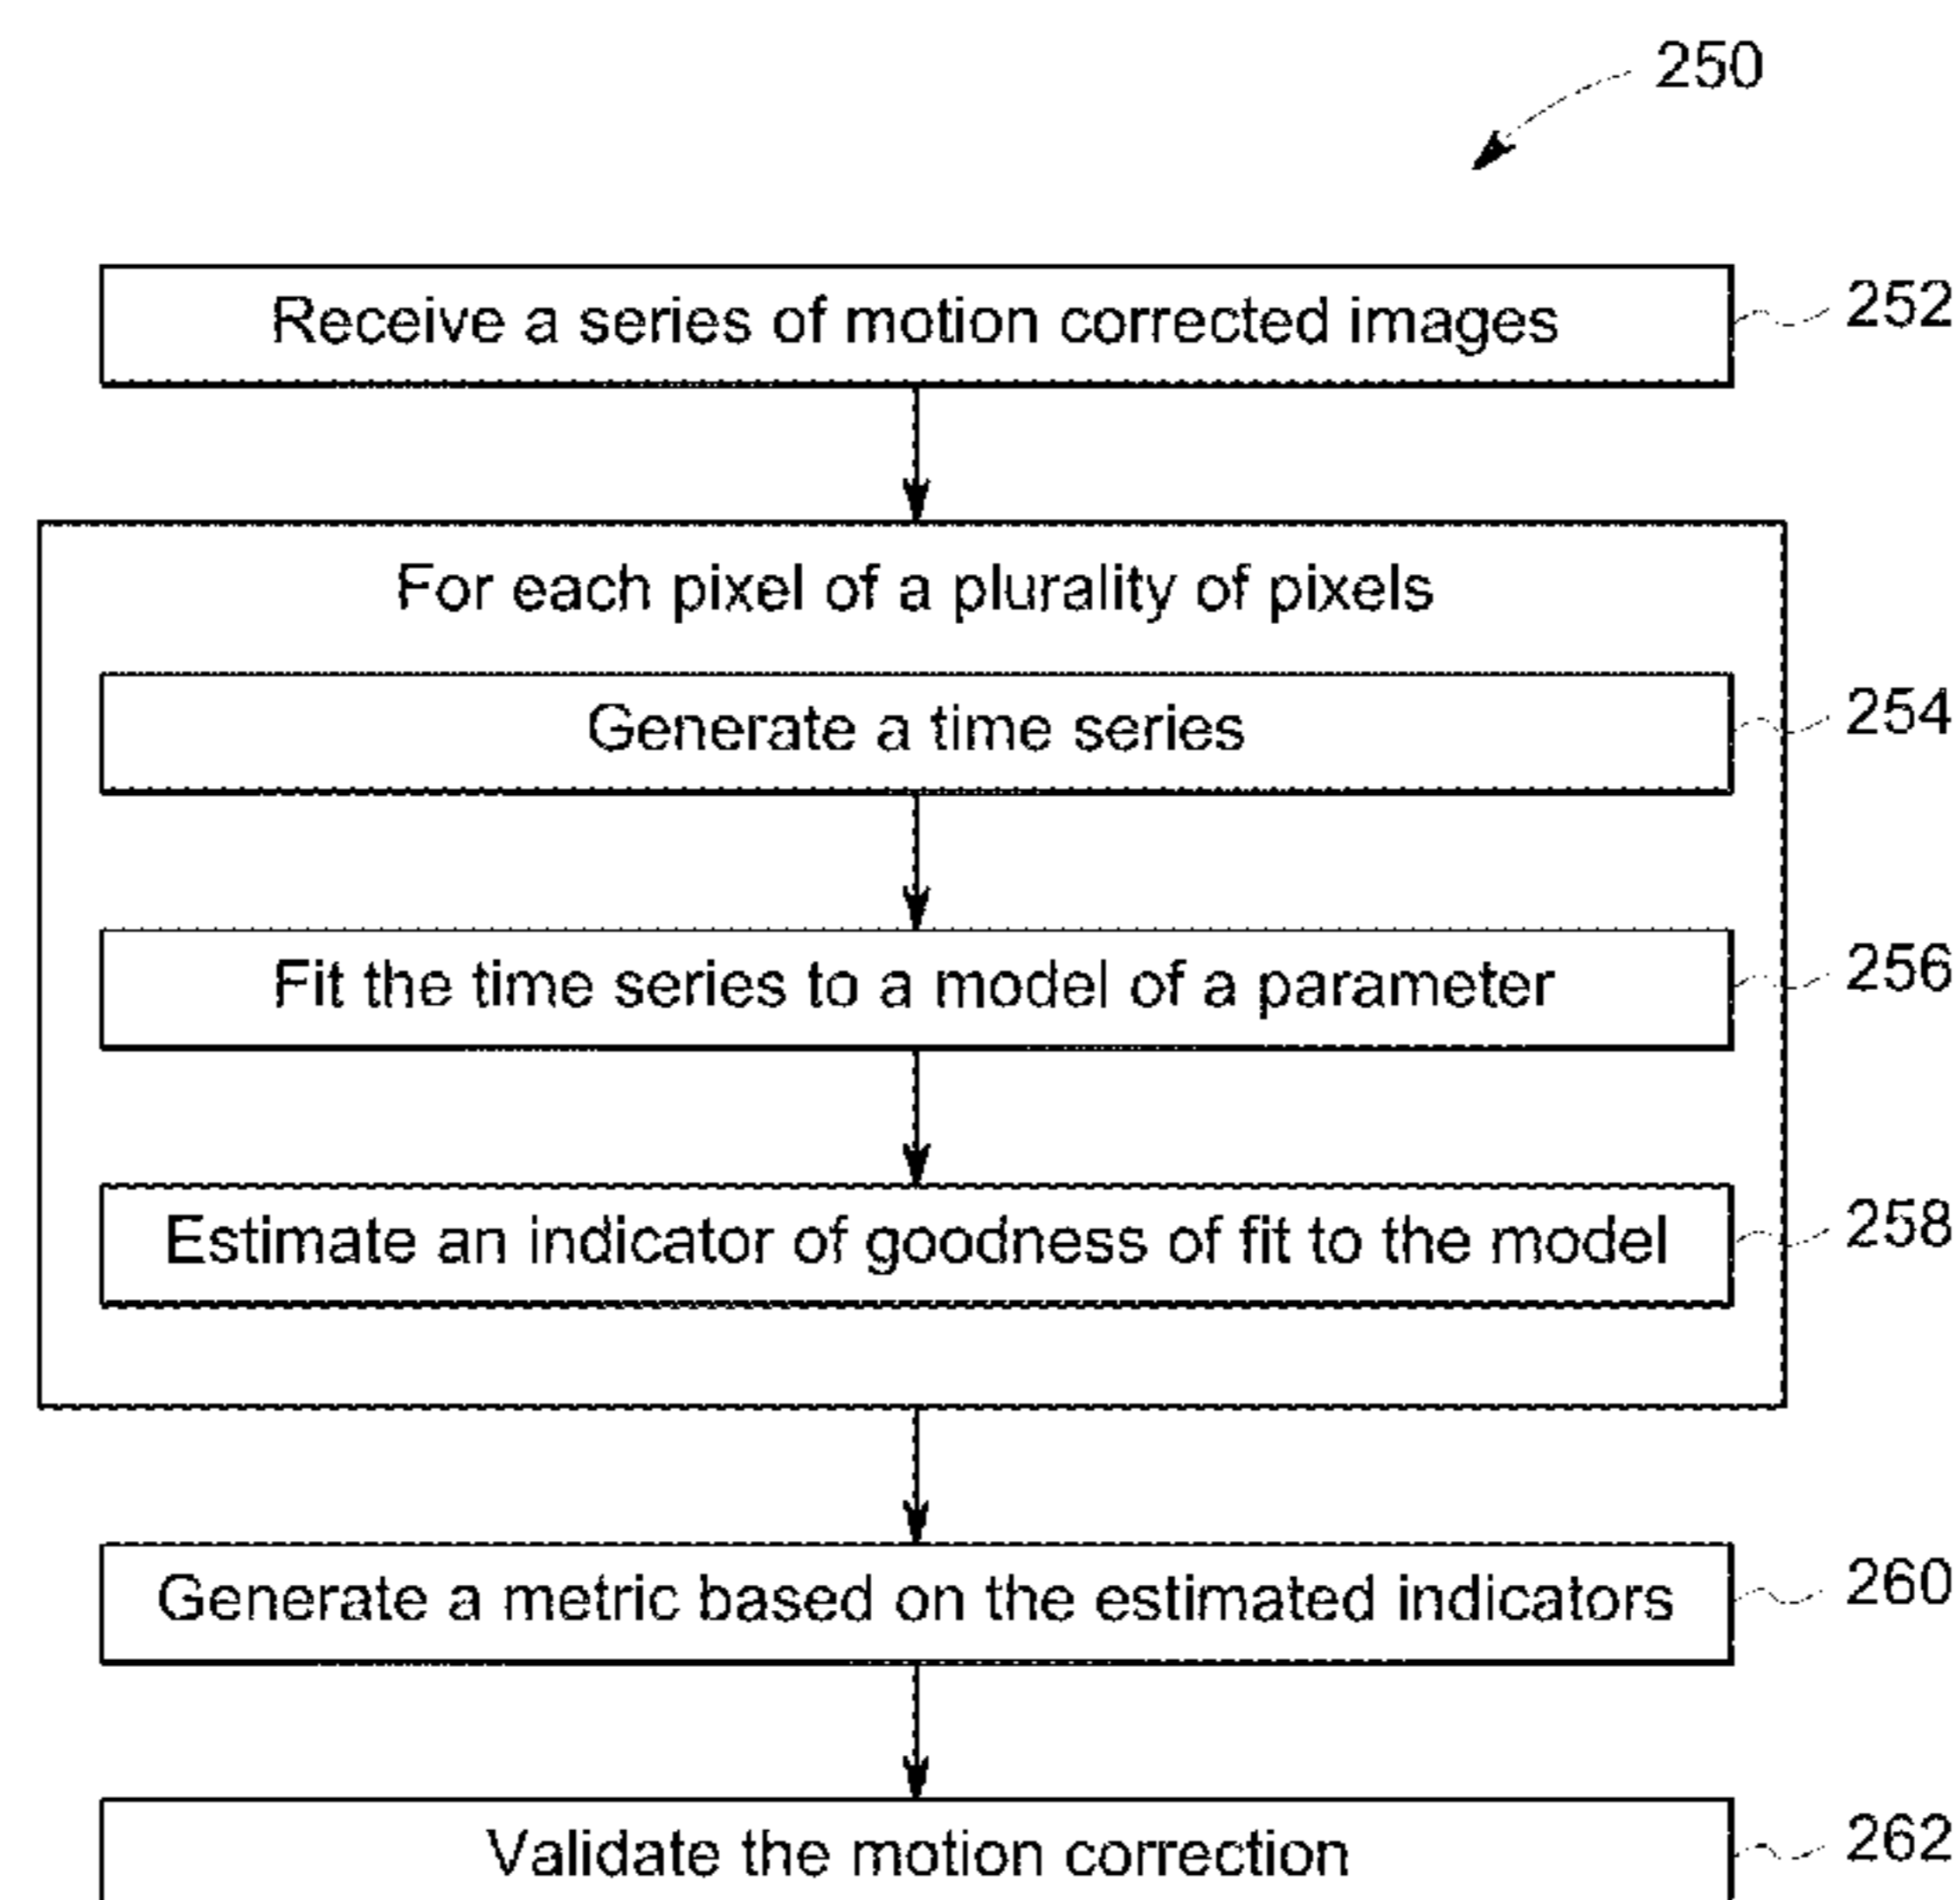 250
Receive a series of motion corrected images
252
For each pixel of a plurality of pixels
Generate a time series
254
Fit the time series to a model of a parameter
256
Estimate an indicator of goodness of fit to the model
258
Generate a metric based on the estimated indicators
260
Validate the motion correction
262